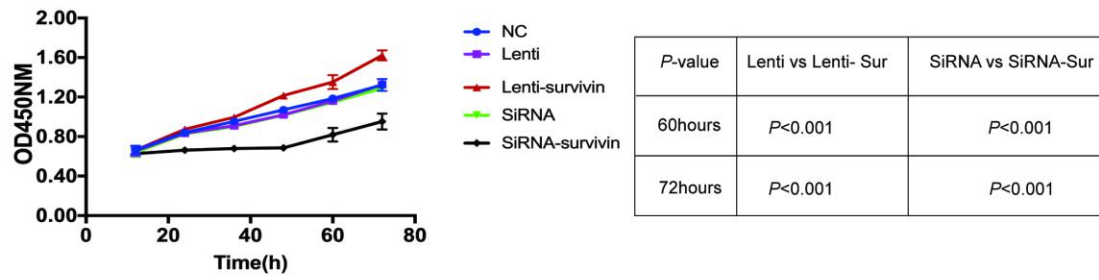 OD450NM
2.00
1.60
1.20
0.80
0.40
0.00
0
20
40
60
80
Time(h)
NC
Lenti
Lenti-survivin
SiRNA
SiRNA-survivin
P-value Lenti vs Lenti- Sur SiRNA vs SiRNA-Sur
60hours P<0.001 P<0.001
72hours P<0.001 P<0.001